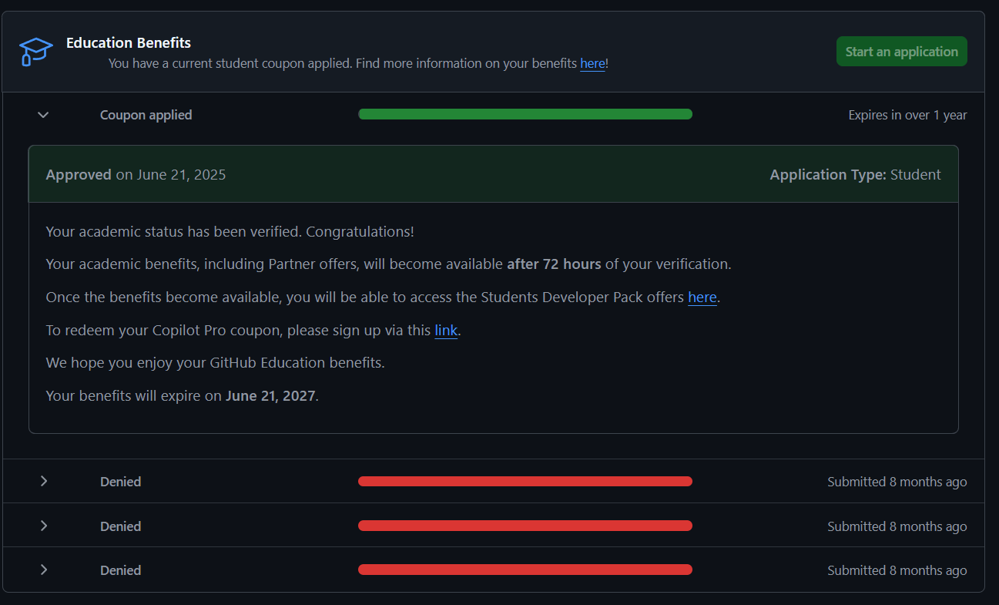 Education Benefits
You have a current student coupon applied. Find more information on your benefits here!
Start an application
Coupon applied
Expires in over 1 year
Approved on June 21, 2025
Application Type: Student
Your academic status has been verified. Congratulations!
Your academic benefits, including Partner offers, will become available after 72 hours of your verification.
Once the benefits become available, you will be able to access the Students Developer Pack offers here.
To redeem your Copilot Pro coupon, please sign up via this link.
We hope you enjoy your GitHub Education benefits.
Your benefits will expire on June 21, 2027.
Denied
Submitted 8 months ago
Denied
Submitted 8 months ago
Denied
Submitted 8 months ago